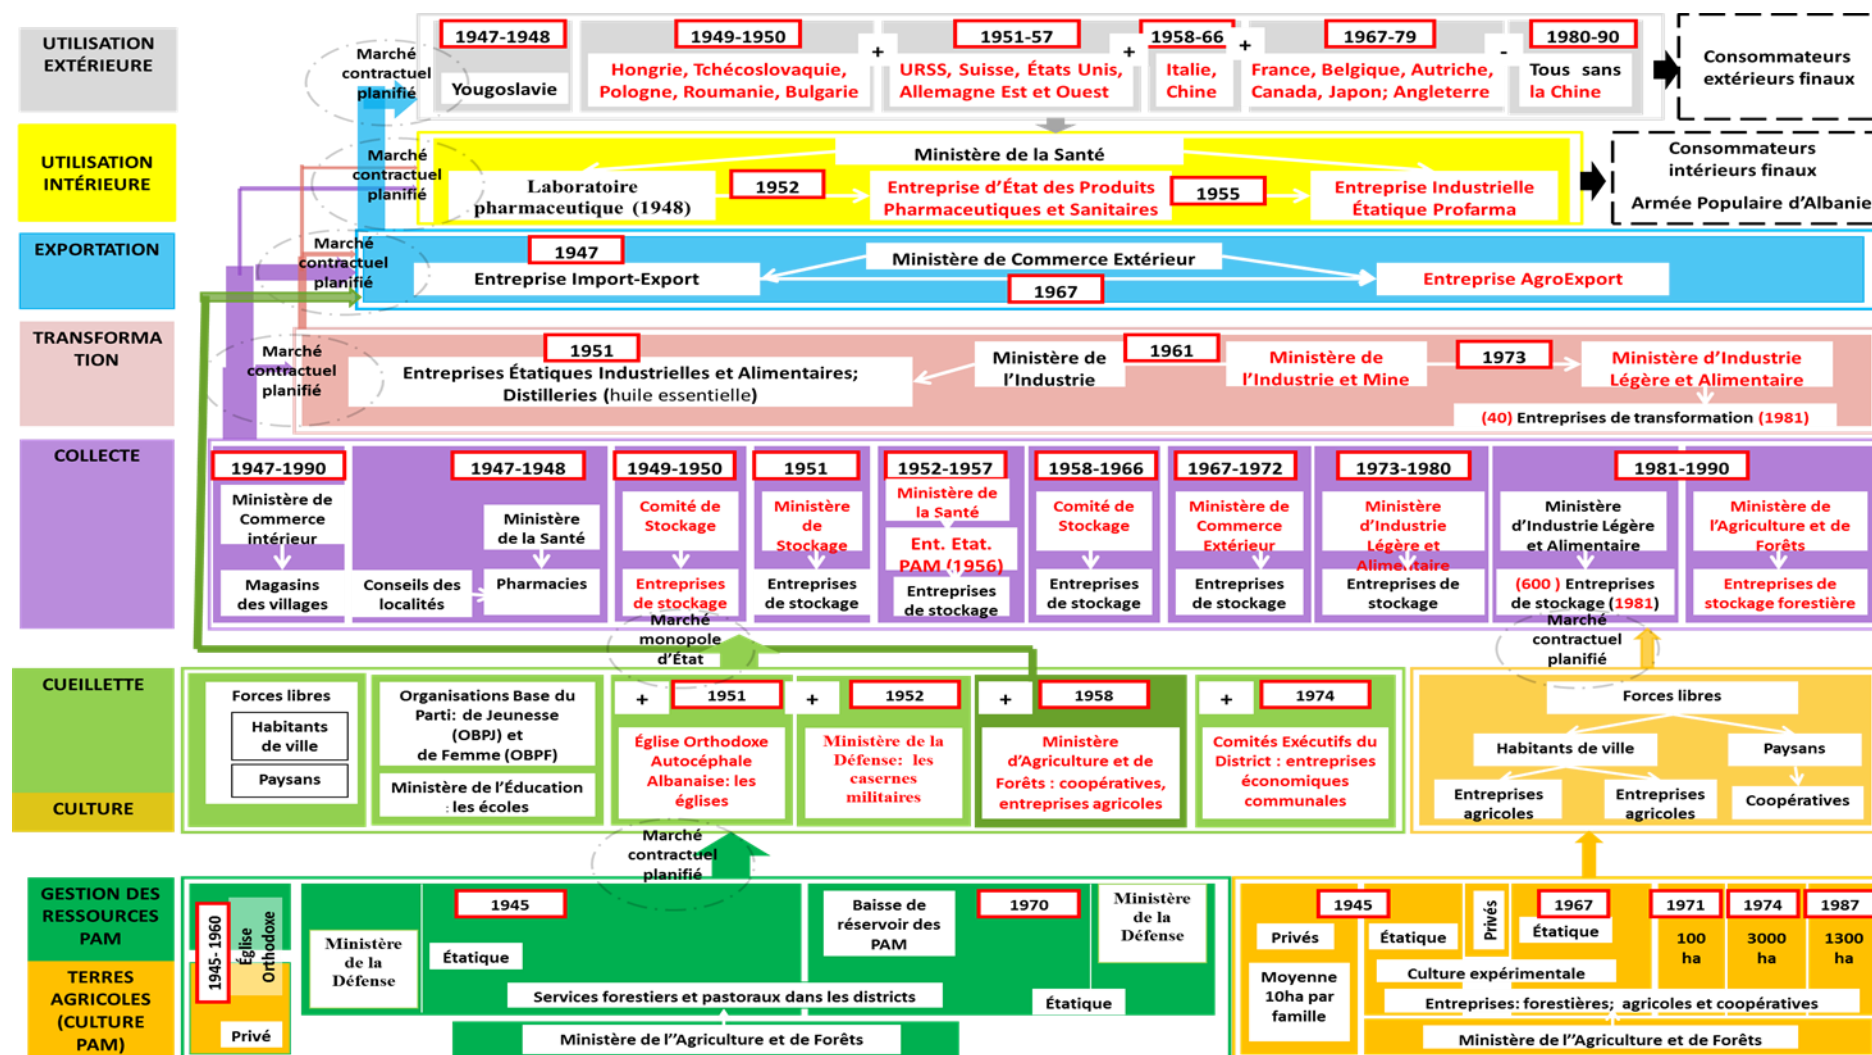 UTILISATION
EXTÉRIEURE
Marché
contractuel
planifié
1947-1948
Yougoslavie
1949-1950
Hongrie, Tchécoslovaquie,
Pologne, Roumanie, Bulgarie
+
1951-57
URSS, Suisse, États Unis,
Allemagne Est et Ouest
+
1958-66
Italie,
Chine
+
1967-79
France, Belgique, Autriche,
Canada, Japon; Angleterre
-
1980-90
Tous sans
la Chine
Consommateurs
extérieurs finaux
UTILISATION
INTÉRIEURE
Marché
contractuel
planifié
Ministère de la Santé
Laboratoire
pharmaceutique (1948)
1952
Entreprise d’État des Produits
Pharmaceutiques et Sanitaires
1955
Entreprise Industrielle
Étatique Profarma
Consommateurs
intérieurs finaux
Armée Populaire d’Albanie
EXPORTATION
Marché
contractuel
planifié
1947
Entreprise Import-Export
Ministère de Commerce Extérieur
1967
Entreprise AgroExport
TRANSFORMA
TION
Marché
contractuel
planifié
1951
Entreprises Étatiques Industrielles et Alimentaires;
Distilleries (huile essentielle)
Ministère de
l’Industrie
1961
Ministère de
l’Industrie et Mine
1973
Ministère d’Industrie
Légère et Alimentaire
(40) Entreprises de transformation (1981)
COLLECTE
1947-1990
Ministère de
Commerce
intérieur
Magasins
des villages
1947-1948
Ministère
de la Santé
Conseils des
localités
Pharmacies
1949-1950
Comité de
Stockage
Entreprises
de stockage
1951
Ministère
de
Stockage
Entreprises
de stockage
1952-1957
Ministère de
la Santé
Ent. Etat.
PAM (1956)
Entreprises
de stockage
1958-1966
Comité de
Stockage
Entreprises
de stockage
1967-1972
Ministère de
Commerce
Extérieur
Entreprises
de stockage
1973-1980
Ministère
d’Industrie
Légère et
Alimentaire
Entreprises de
stockage
1981-1990
Ministère
d’Industrie Légère
et Alimentaire
(600 ) Entreprises
de stockage (1981)
Ministère de
l’Agriculture et de
Forêts
Entreprises de
stockage forestière
Marché
monopole
d’État
Marché
contractuel
planifié
CUEILLETTE
CULTURE
Forces libres
Habitants
de ville
Paysans
Organisations Base du
Parti: de Jeunesse
(OBPJ) et
de Femme (OBPF)
Ministère de l’Éducation
: les écoles
+
1951
Église Orthodoxe
Autocéphale
Albanaise: les
églises
+
1952
Ministère de la
Défense: les
casernes
militaires
+
1958
Ministère
d’Agriculture et de
Forêts : coopératives,
entreprises agricoles
+
1974
Comités Exécutifs du
District : entreprises
économiques
communales
Forces libres
Habitants de ville
Paysans
Entreprises
agricoles
Entreprises
agricoles
Coopératives
Marché
contractuel
planifié
GESTION DES
RESSOURCES
PAM
TERRES
AGRICOLES
(CULTURE
PAM)
1945- 1960
Église
Orthodoxe
Privé
Ministère
de la
Défense
1945
Étatique
Baisse de
réservoir des
PAM
1970
Ministère
de la
Défense
Services forestiers et pastoraux dans les districts
Étatique
Ministère de l’’Agriculture et de Forêts
1945
Privés
Moyenne
10ha par
famille
Étatique
Privés
1967
Étatique
Culture expérimentale
1971
100
ha
1974
3000
ha
1987
1300
ha
Entreprises: forestières; agricoles et coopératives
Ministère de l’’Agriculture et de Forêts